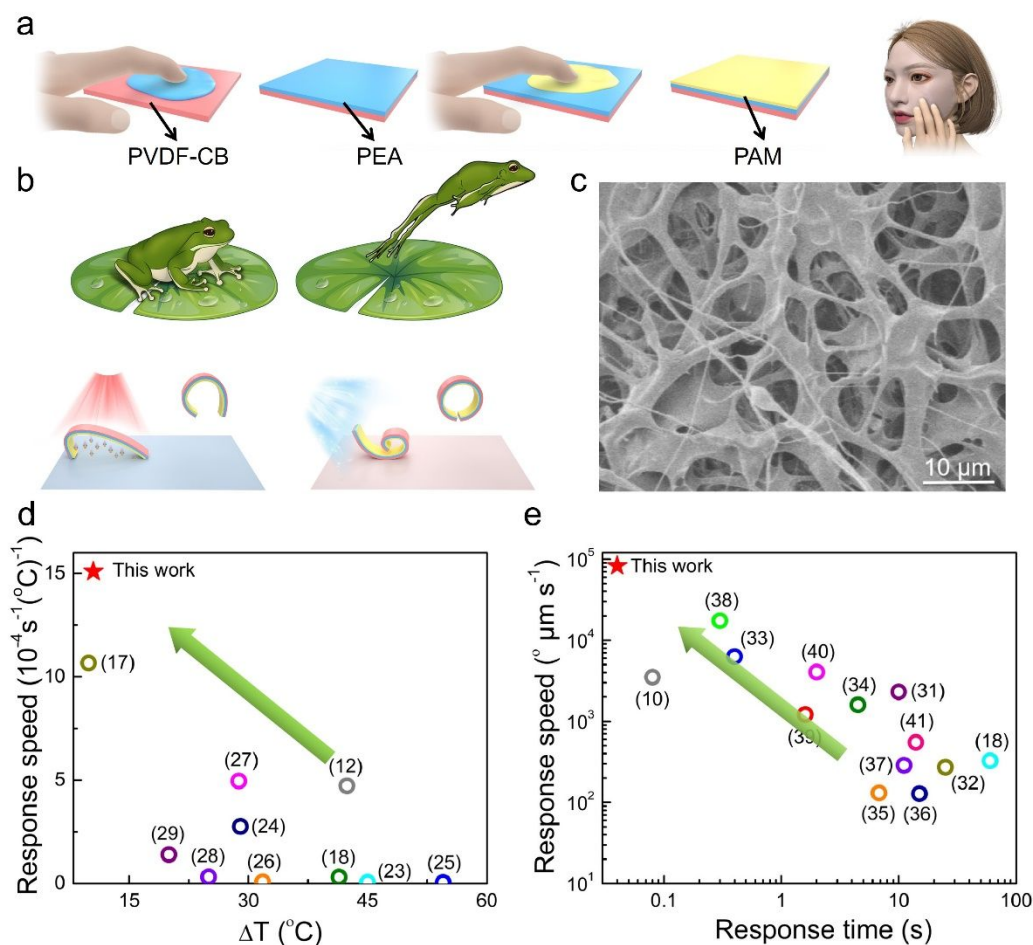 a
PVDF-CB
PEA
PAM
b
c
10 µm
d
Response speed (10⁻⁴ s⁻¹ (°C)⁻¹)
15
10
5
0
This work
(17)
(27)
(12)
(29)
(28)
(24)
(26)
(18)
(23)
(25)
15
30
45
60
ΔT (°C)
e
Response speed (° µm s⁻¹)
10⁵
10⁴
10³
10²
10¹
This work
(38)
(33)
(10)
(40)
(34)
(31)
(39)
(41)
(37)
(18)
(32)
(35)
(36)
0.1
1
10
100
Response time (s)